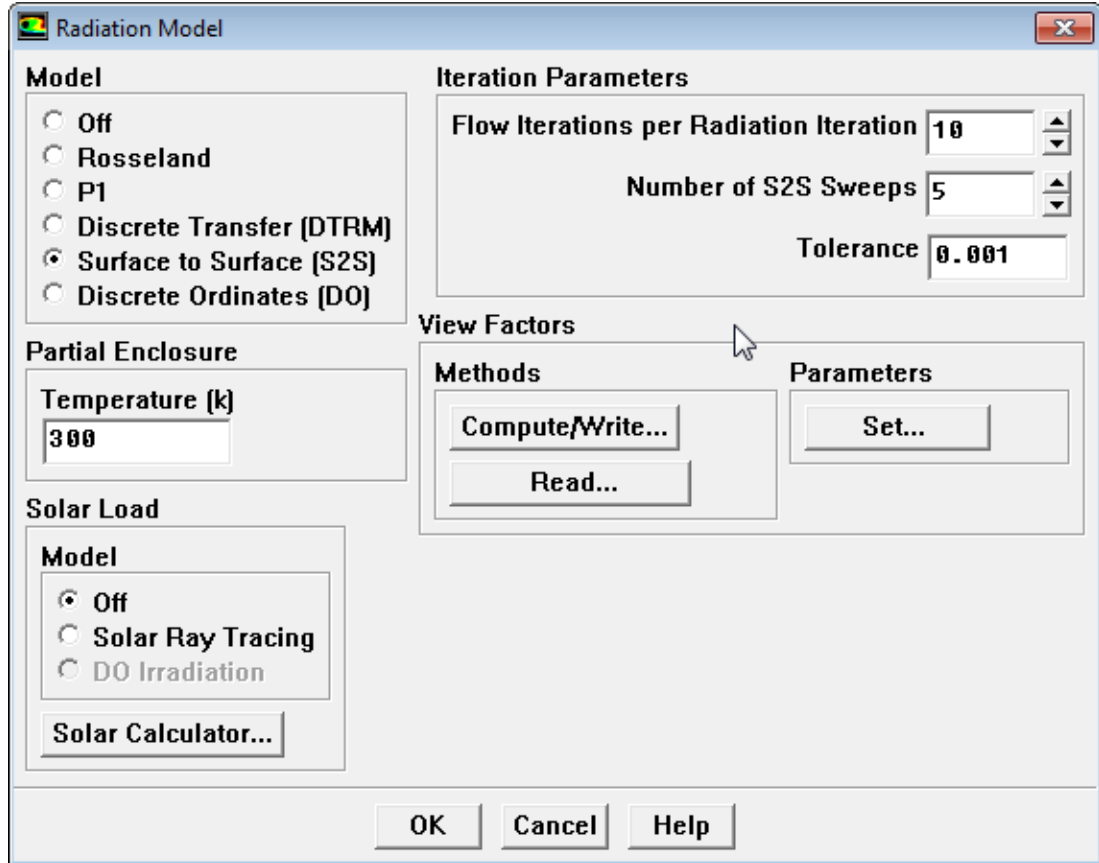 Radiation Model
Model
Off
Rosseland
P1
Discrete Transfer (DTRM)
Surface to Surface (S2S)
Discrete Ordinates (DO)
Iteration Parameters
Flow Iterations per Radiation Iteration 10
Number of S2S Sweeps 5
Tolerance 0.001
Partial Enclosure
Temperature (k)
300
View Factors
Methods
Compute/Write...
Read...
Parameters
Set...
Solar Load
Model
Off
Solar Ray Tracing
DO Irradiation
Solar Calculator...
OK Cancel Help